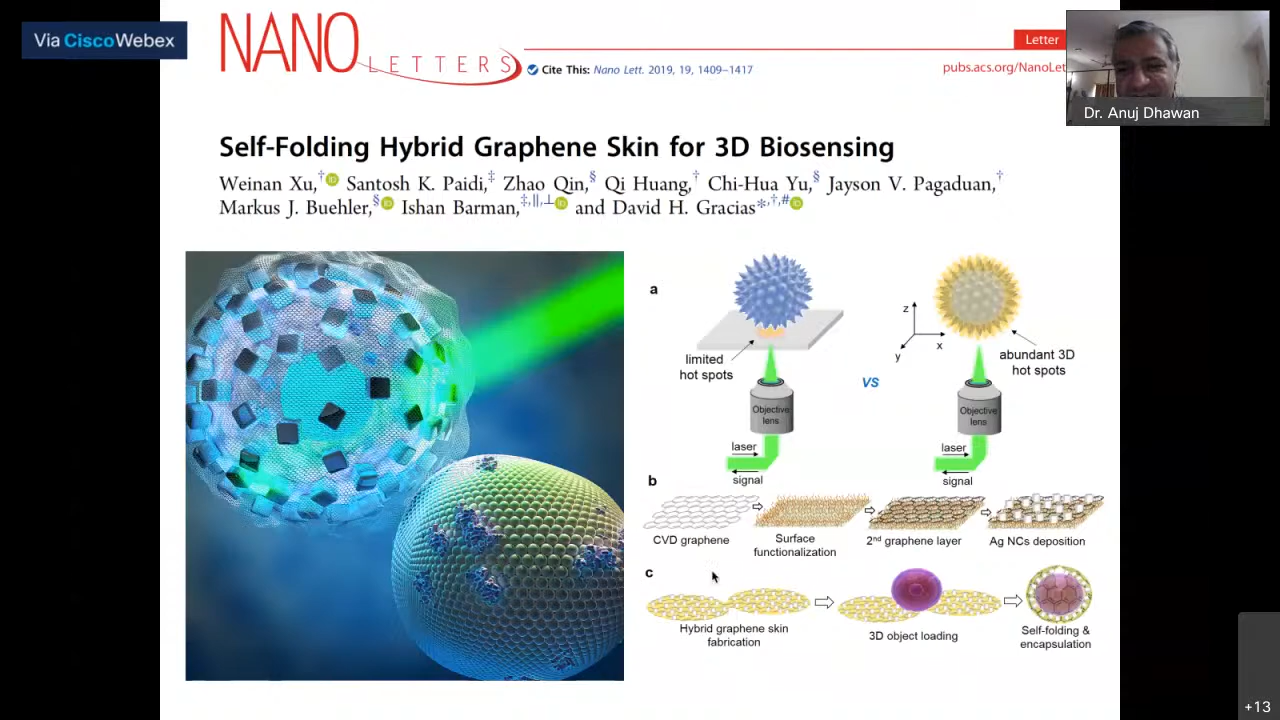 Via CiscoWebex
NANO LETTERS
Letter
Cite This: Nano Lett. 2019, 19, 1409−1417
pubs.acs.org/NanoLet
Dr. Anuj Dhawan
Self-Folding Hybrid Graphene Skin for 3D Biosensing
Weinan Xu,† Santosh K. Paidi,‡ Zhao Qin,§ Qi Huang,† Chi-Hua Yu,§ Jayson V. Pagaduan,†
Markus J. Buehler,§ Ishan Barman,‡,||,⊥ and David H. Gracias*,†,#
a
limited
hot spots
Objective
lens
laser
signal
VS
z
x
y
abundant 3D
hot spots
Objective
lens
laser
signal
b
CVD graphene
Surface
functionalization
2nd graphene layer
Ag NCs deposition
c
Hybrid graphene skin
fabrication
3D object loading
Self-folding &
encapsulation
+13